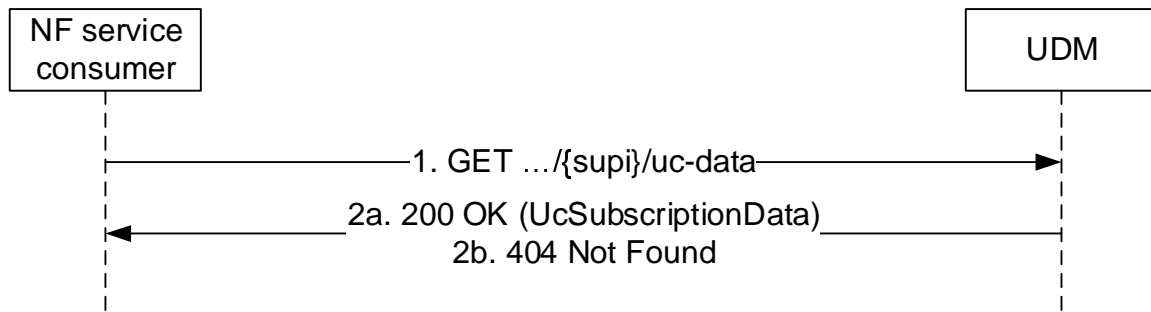 NF service
consumer
UDM
1. GET …/{supi}/uc-data
2a. 200 OK (UcSubscriptionData)
2b. 404 Not Found